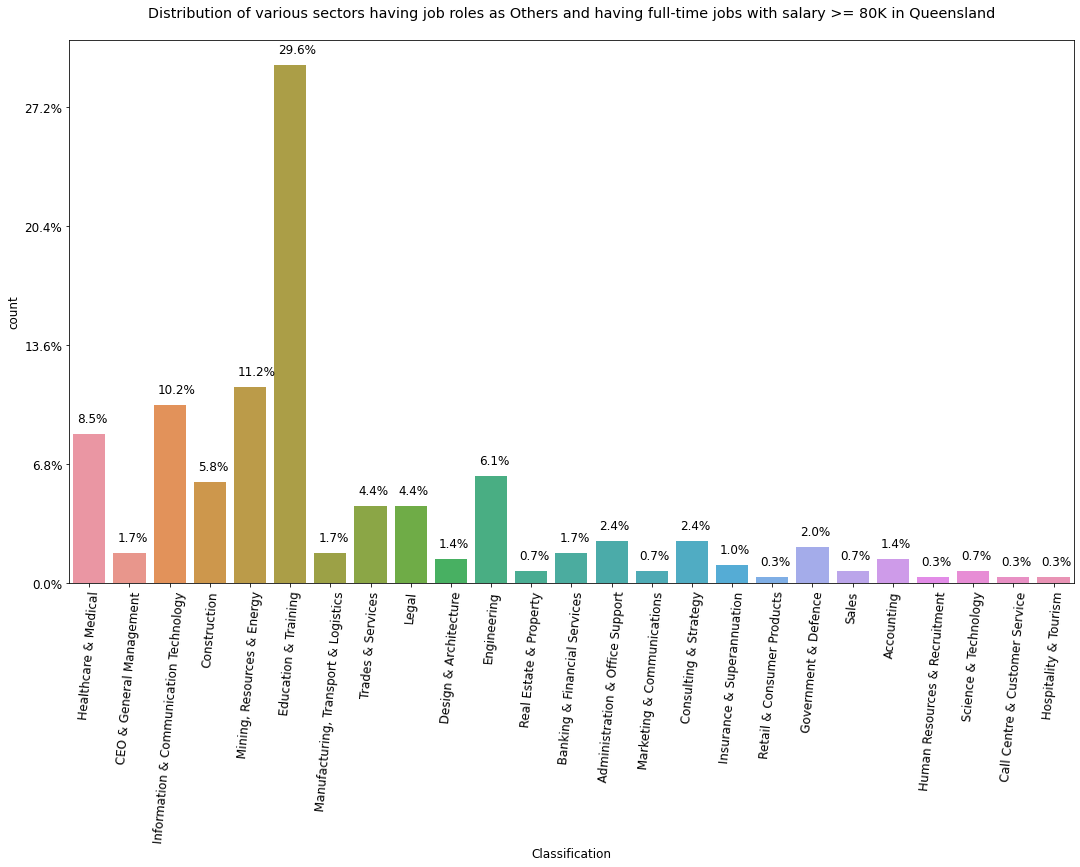 Distribution of various sectors having job roles as Others and having full-time jobs with salary >= 80K in Queensland
29.6%
27.2%
20.4%
13.6%
6.8%
0.0%
count
8.5%
1.7%
10.2%
5.8%
11.2%
1.7%
4.4%
4.4%
1.4%
6.1%
0.7%
1.7%
2.4%
0.7%
2.4%
1.0%
0.3%
2.0%
0.7%
1.4%
0.3%
0.7%
0.3%
0.3%
Healthcare & Medical
CEO & General Management
Information & Communication Technology
Construction
Mining, Resources & Energy
Education & Training
Manufacturing, Transport & Logistics
Trades & Services
Legal
Design & Architecture
Engineering
Real Estate & Property
Banking & Financial Services
Administration & Office Support
Marketing & Communications
Consulting & Strategy
Insurance & Superannuation
Retail & Consumer Products
Government & Defence
Sales
Accounting
Human Resources & Recruitment
Science & Technology
Call Centre & Customer Service
Hospitality & Tourism
Classification